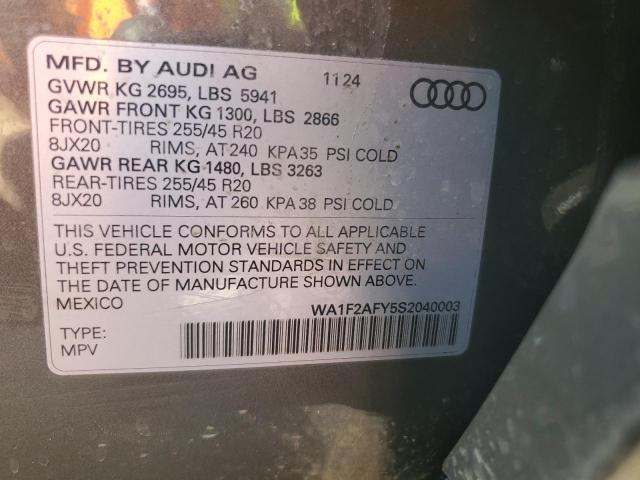 MFD. BY AUDI AG 11 24
GVWR KG 2695, LBS 5941
GAWR FRONT KG 1300, LBS 2866
FRONT-TIRES 255/45 R20
8JX20 RIMS, AT 240 KPA 35 PSI COLD
GAWR REAR KG 1480, LBS 3263
REAR-TIRES 255/45 R20
8JX20 RIMS, AT 260 KPA 38 PSI COLD
THIS VEHICLE CONFORMS TO ALL APPLICABLE
U.S. FEDERAL MOTOR VEHICLE SAFETY AND
THEFT PREVENTION STANDARDS IN EFFECT ON
THE DATE OF MANUFACTURE SHOWN ABOVE.
MEXICO WA1F2AFY5S2040003
TYPE:
MPV